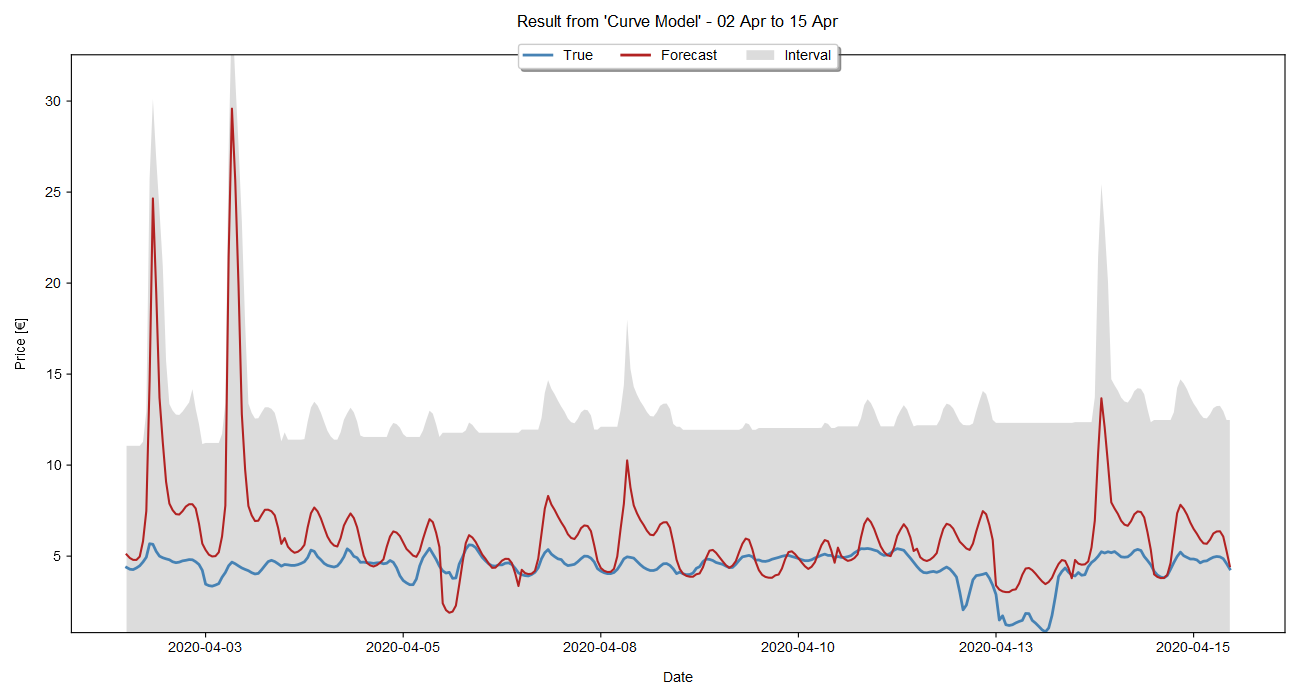 Result from 'Curve Model' - 02 Apr to 15 Apr
True Forecast Interval
30
25
20
15
10
5
Price [€]
2020-04-03 2020-04-05 2020-04-08 2020-04-10 2020-04-13 2020-04-15
Date